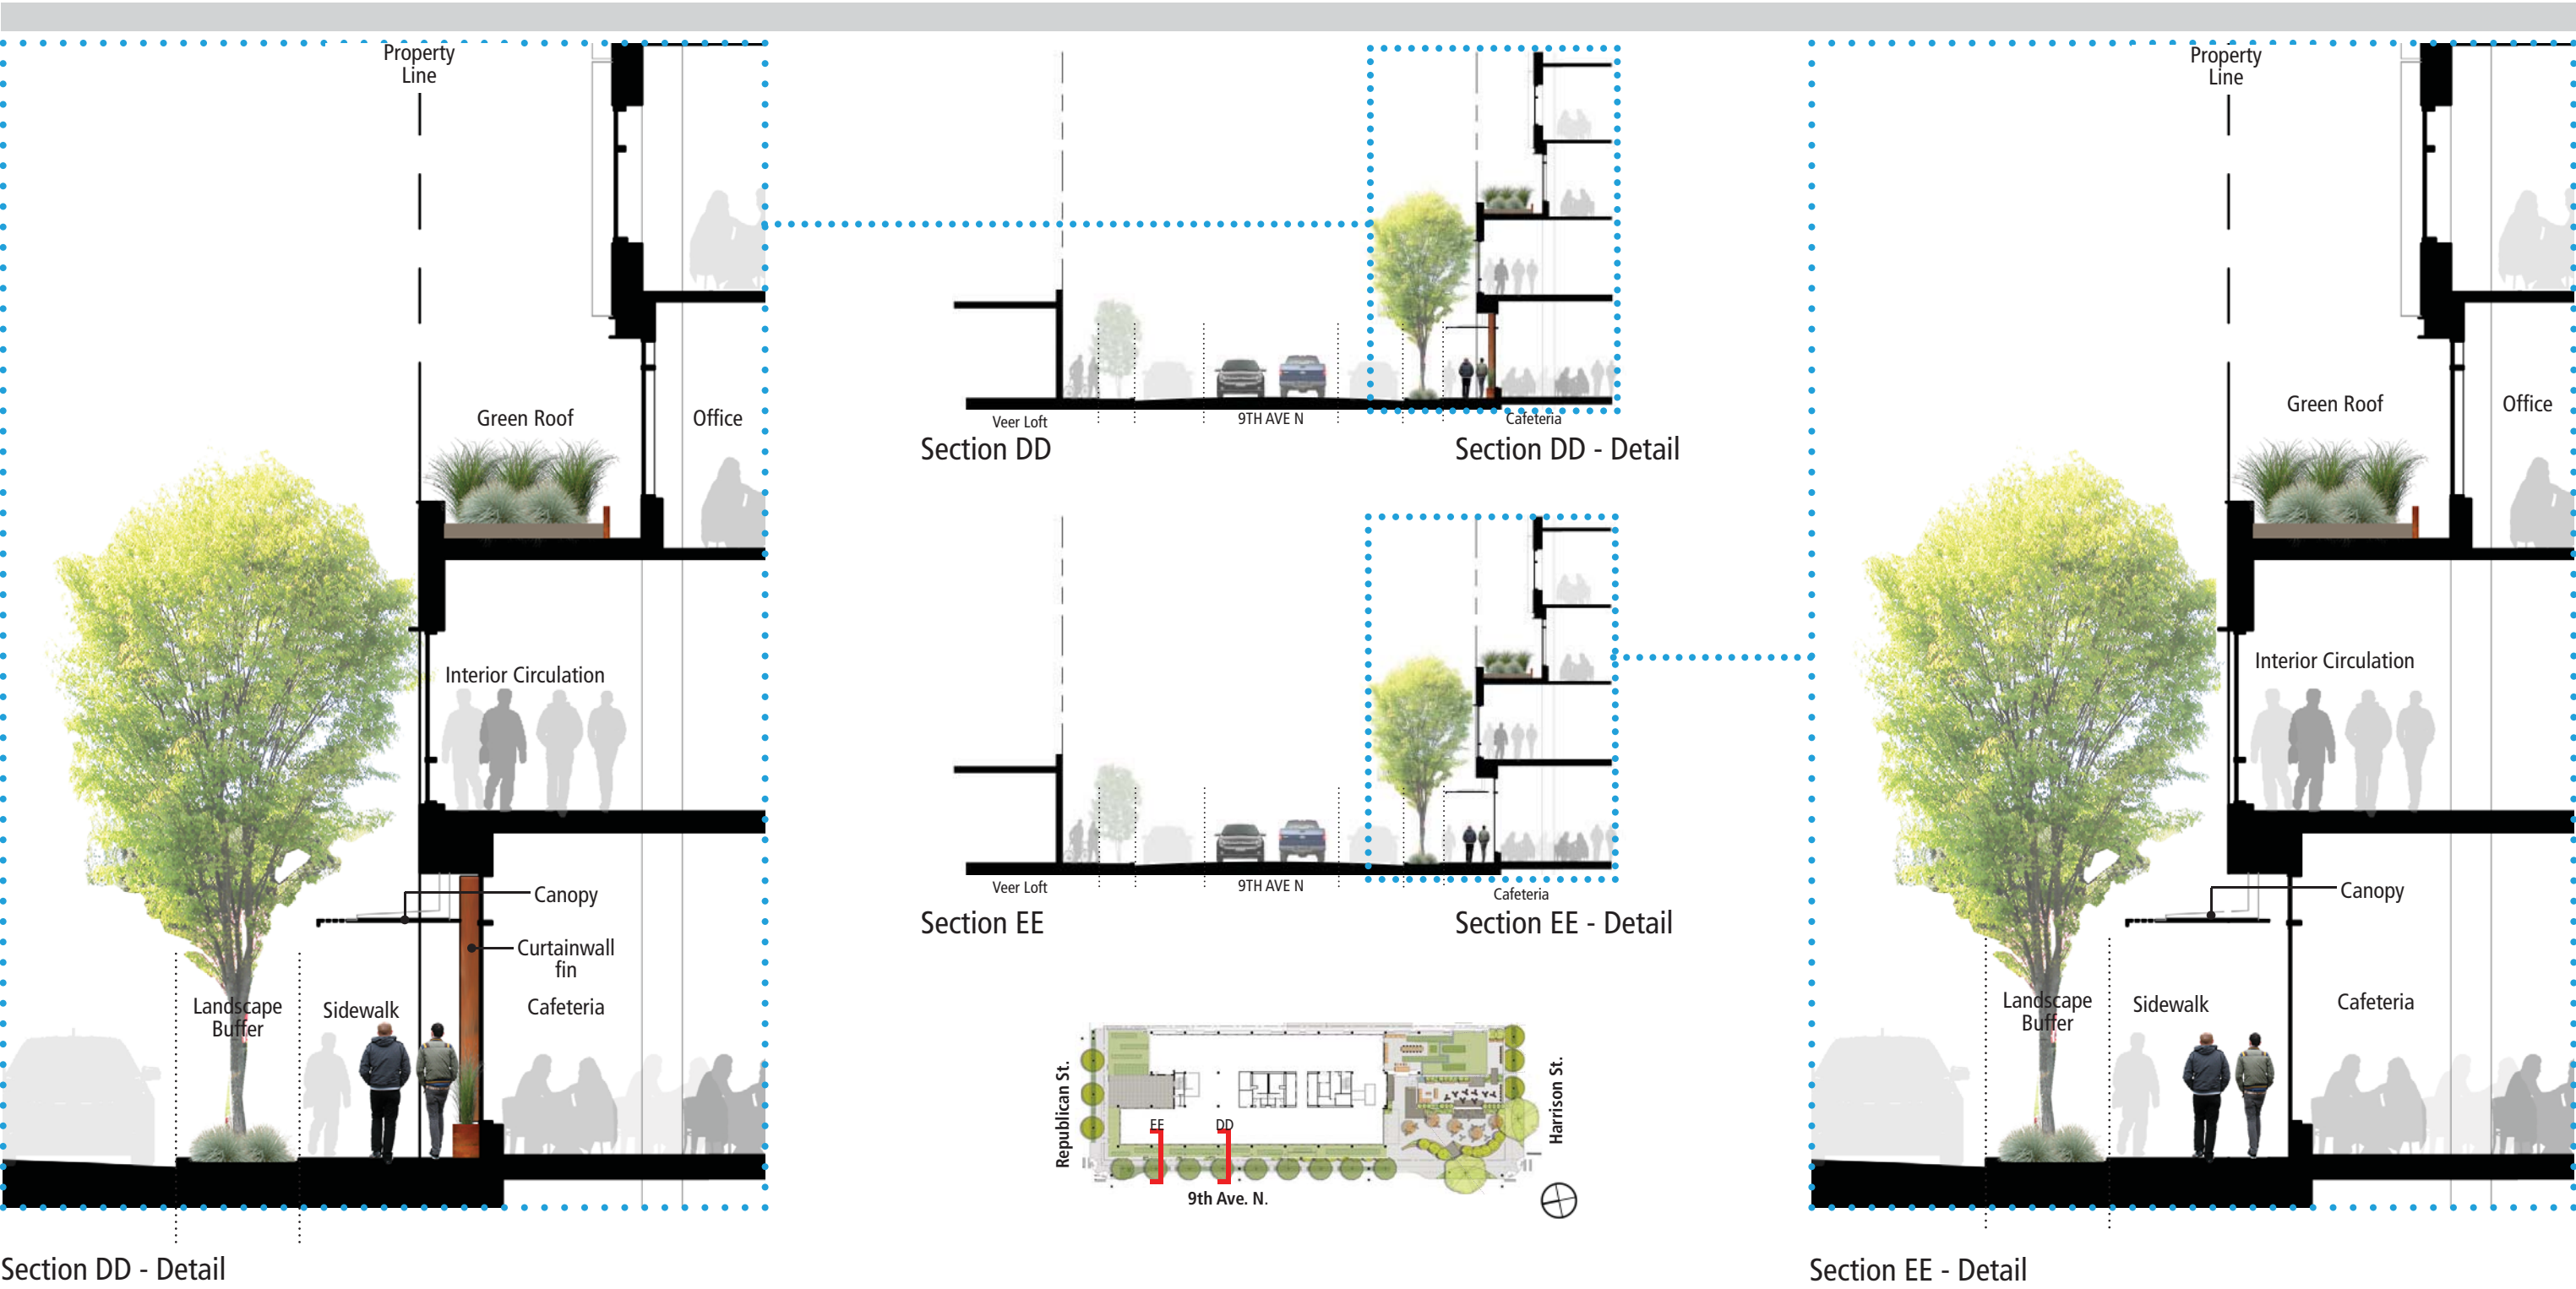 Property
Line
Green Roof
Office
Interior Circulation
Canopy
Curtainwall
fin
Landscape
Buffer
Sidewalk
Cafeteria
Section DD - Detail
Veer Loft
9TH AVE N
Cafeteria
Section DD
Section DD - Detail
Veer Loft
9TH AVE N
Cafeteria
Section EE
Section EE - Detail
Republican St.
EE
DD
Harrison St.
9th Ave. N.
Property
Line
Green Roof
Office
Interior Circulation
Canopy
Landscape
Buffer
Sidewalk
Cafeteria
Section EE - Detail